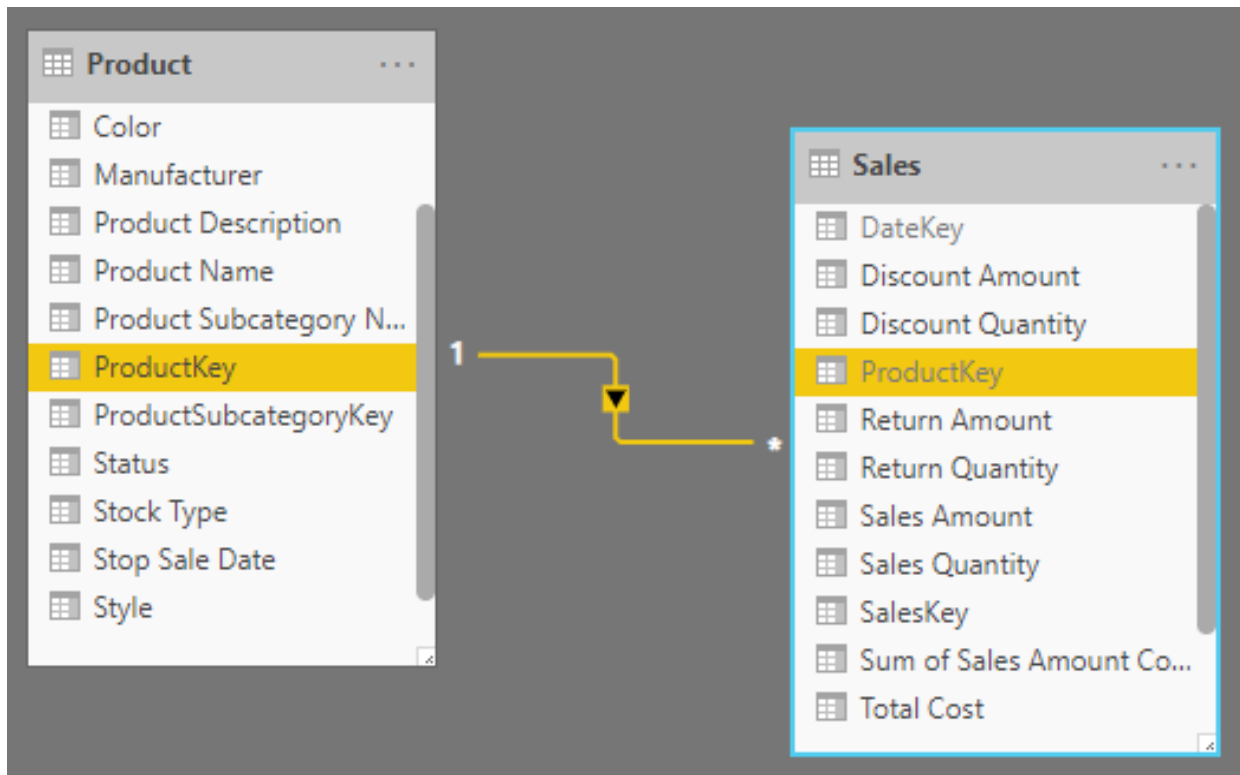 Product ...
Color
Manufacturer
Product Description
Product Name
Product Subcategory N...
ProductKey
ProductSubcategoryKey
Status
Stock Type
Stop Sale Date
Style
1
*
Sales ...
DateKey
Discount Amount
Discount Quantity
ProductKey
Return Amount
Return Quantity
Sales Amount
Sales Quantity
SalesKey
Sum of Sales Amount Co...
Total Cost